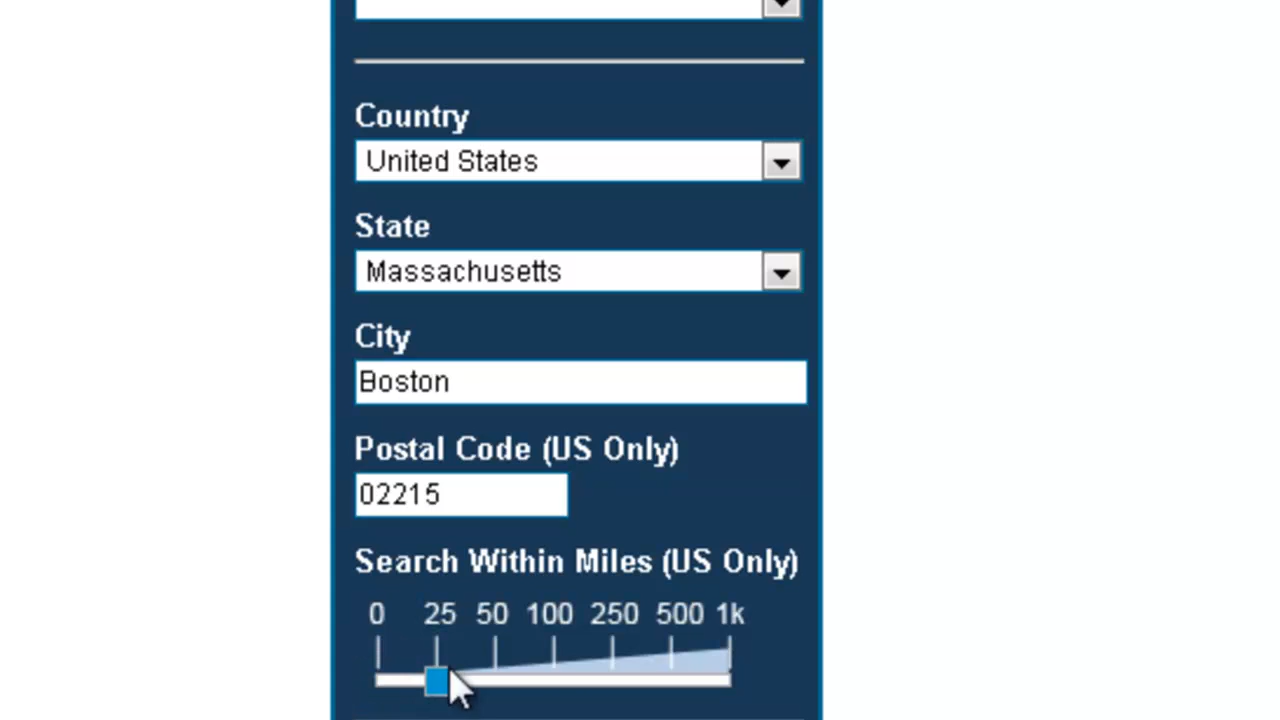 Country
United States
State
Massachusetts
City
Boston
Postal Code (US Only)
02215
Search Within Miles (US Only)
0 25 50 100 250 500 1k